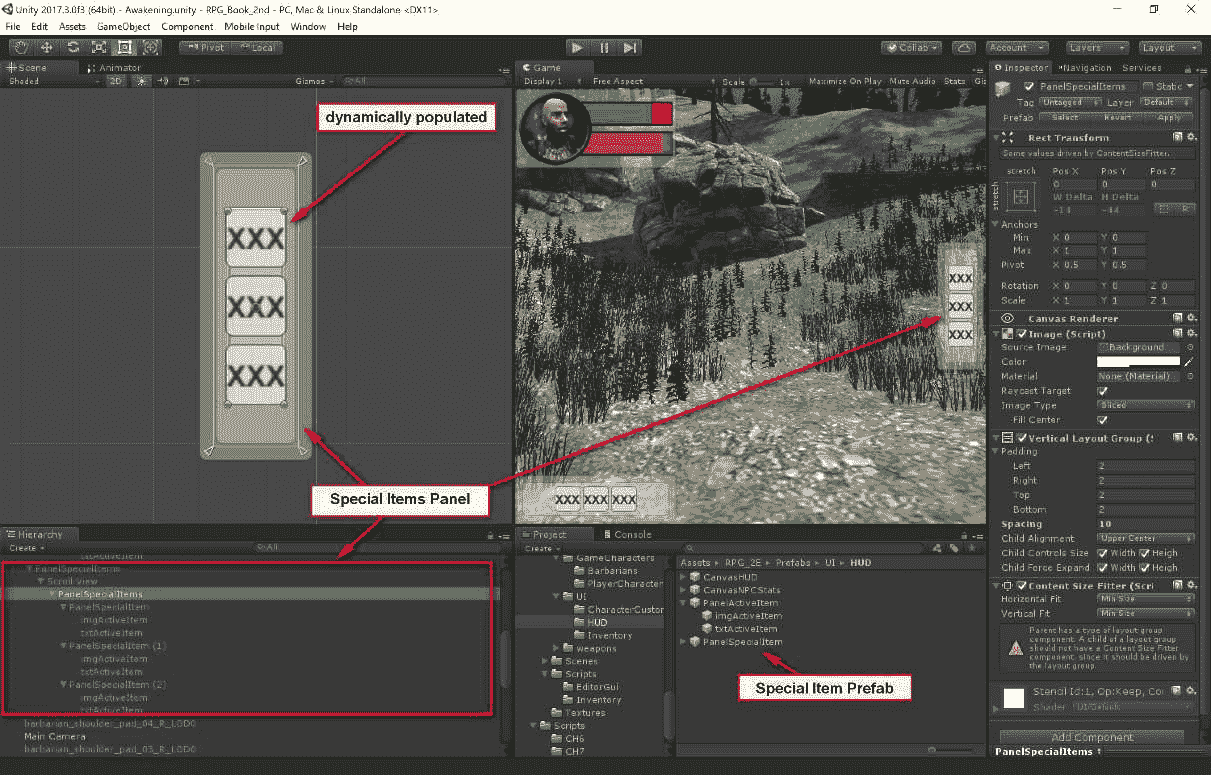 Unity 2017.3.0f3 (64bit) - Awakening.unity - RPG_Book_2nd - PC, Mac & Linux Standalone <DX11>
File Edit Assets GameObject Component Mobile Input Window Help
Pivot Local
Collab Account Layers Layout
Scene Animator
Shaded 2D Gizmos All
Game
Display 1 Free Aspect Scale 1x Maximize On Play Mute Audio Stats Giz
dynamically populated
XXX
XXX
XXX
XXX
XXX
XXX
Special Items Panel
XXX XXX XXX
Inspector Navigation Services
PanelSpecialItems Static
Tag Untagged Layer Default
Prefab Select Revert Apply
Rect Transform
Some values driven by ContentSizeFitter.
stretch Pos X Pos Y Pos Z
stretch 0 0 0
W Delta H Delta
-14 -44 R
Anchors
Min X 0 Y 0
Max X 1 Y 1
Pivot X 0.5 Y 0.5
Rotation X 0 Y 0 Z 0
Scale X 1 Y 1 Z 1
Canvas Renderer
Image (Script)
Source Image Background
Color
Material None (Material)
Raycast Target
Image Type Sliced
Fill Center
Vertical Layout Group (S
Padding
Left 2
Right 2
Top 2
Bottom 2
Spacing 10
Child Alignment Upper Center
Child Controls Size Width Heigh
Child Force Expand Width Heigh
Content Size Fitter (Scri
Horizontal Fit Min Size
Vertical Fit Min Size
Parent has a type of layout group
component. A child of a layout group
should not have a Content Size Fitter
component, since it should be driven by
the layout group.
Stencil Id:1, Op:Keep, Co
Shader UI/Default
Add Component
PanelSpecialItems
Hierarchy
Create All
txtActiveItem
PanelSpecialItems
Scroll View
PanelSpecialItems
PanelSpecialItem
imgActiveItem
txtActiveItem
PanelSpecialItem (1)
imgActiveItem
txtActiveItem
PanelSpecialItem (2)
imgActiveItem
txtActiveItem
barbarian_shoulder_pad_04_R_LOD0
Main Camera
barbarian_shoulder_pad_03_R_LOD0
Project Console
Create
GameCharacters
Barbarians
PlayerCharacter
UI
CharacterCustor
HUD
Inventory
weapons
Scenes
Scripts
EditorGui
Inventory
Textures
Scripts
CH6
CH7
Assets RPG_2E Prefabs UI HUD
CanvasHUD
CanvasNPCStats
PanelActiveItem
imgActiveItem
txtActiveItem
PanelSpecialItem
Special Item Prefab